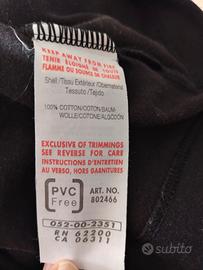 KEEP AWAY FROM FIRE
TENIR ÉLOIGNÉ DE TOUTE
FLAMME OU SOURCE DE CHALEUR
Shell/Tissu Extérieur/Obermaterial
Tessuto/Tejido
100% COTTON/COTON/BAUM-
WOLLE/COTONE/ALGODÓN
EXCLUSIVE OF TRIMMINGS
SEE REVERSE FOR CARE
INSTRUCTIONS D'ENTRETIEN
AU VERSO, HORS GARNITURES
PVC
Free
ART. NO.
802466
052-00-2351
RN 62200
CA 06311
subito